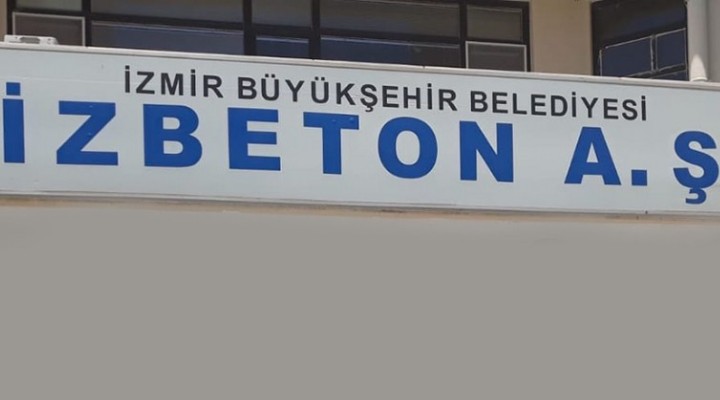 İZMİR BÜYÜKŞEHİR BELEDİYESİ
İZBETON A. Ş